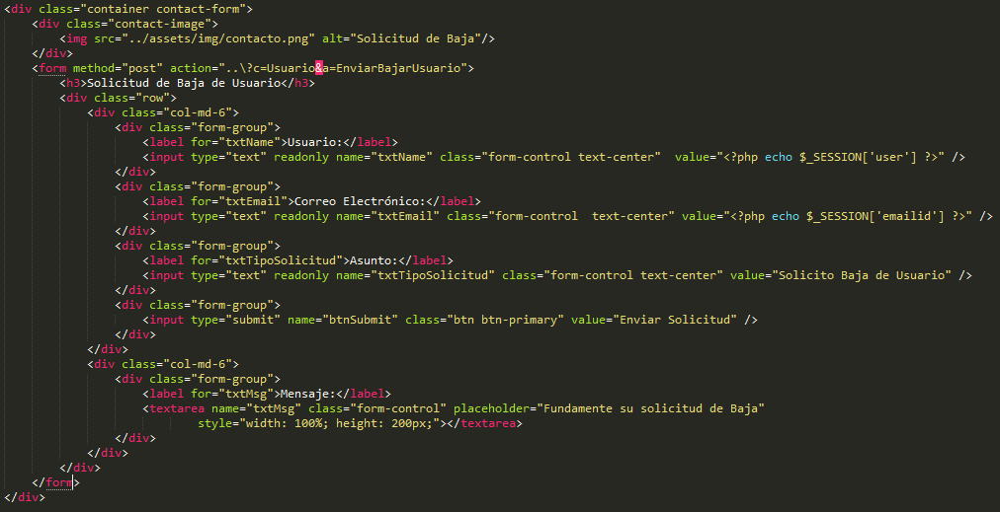 <div class="container contact-form">
    <div class="contact-image">
        <img src="../assets/img/contacto.png" alt="Solicitud de Baja"/>
    </div>
    <form method="post" action="..\?c=Usuario&a=EnviarBajarUsuario">
        <h3>Solicitud de Baja de Usuario</h3>
        <div class="row">
            <div class="col-md-6">
                <div class="form-group">
                    <label for="txtName">Usuario:</label>
                    <input type="text" readonly name="txtName" class="form-control text-center"  value="<?php echo $_SESSION['user'] ?>" />
                </div>
                <div class="form-group">
                    <label for="txtEmail">Correo Electrónico:</label>
                    <input type="text" readonly name="txtEmail" class="form-control  text-center" value="<?php echo $_SESSION['emailid'] ?>" />
                </div>
                <div class="form-group">
                    <label for="txtTipoSolicitud">Asunto:</label>
                    <input type="text" readonly name="txtTipoSolicitud" class="form-control text-center" value="Solicito Baja de Usuario" />
                </div>
                <div class="form-group">
                    <input type="submit" name="btnSubmit" class="btn btn-primary" value="Enviar Solicitud" />
                </div>
            </div>
            <div class="col-md-6">
                <div class="form-group">
                    <label for="txtMsg">Mensaje:</label>
                    <textarea name="txtMsg" class="form-control" placeholder="Fundamente su solicitud de Baja"
                            style="width: 100%; height: 200px;"></textarea>
                </div>
            </div>
        </div>
    </form>
</div>